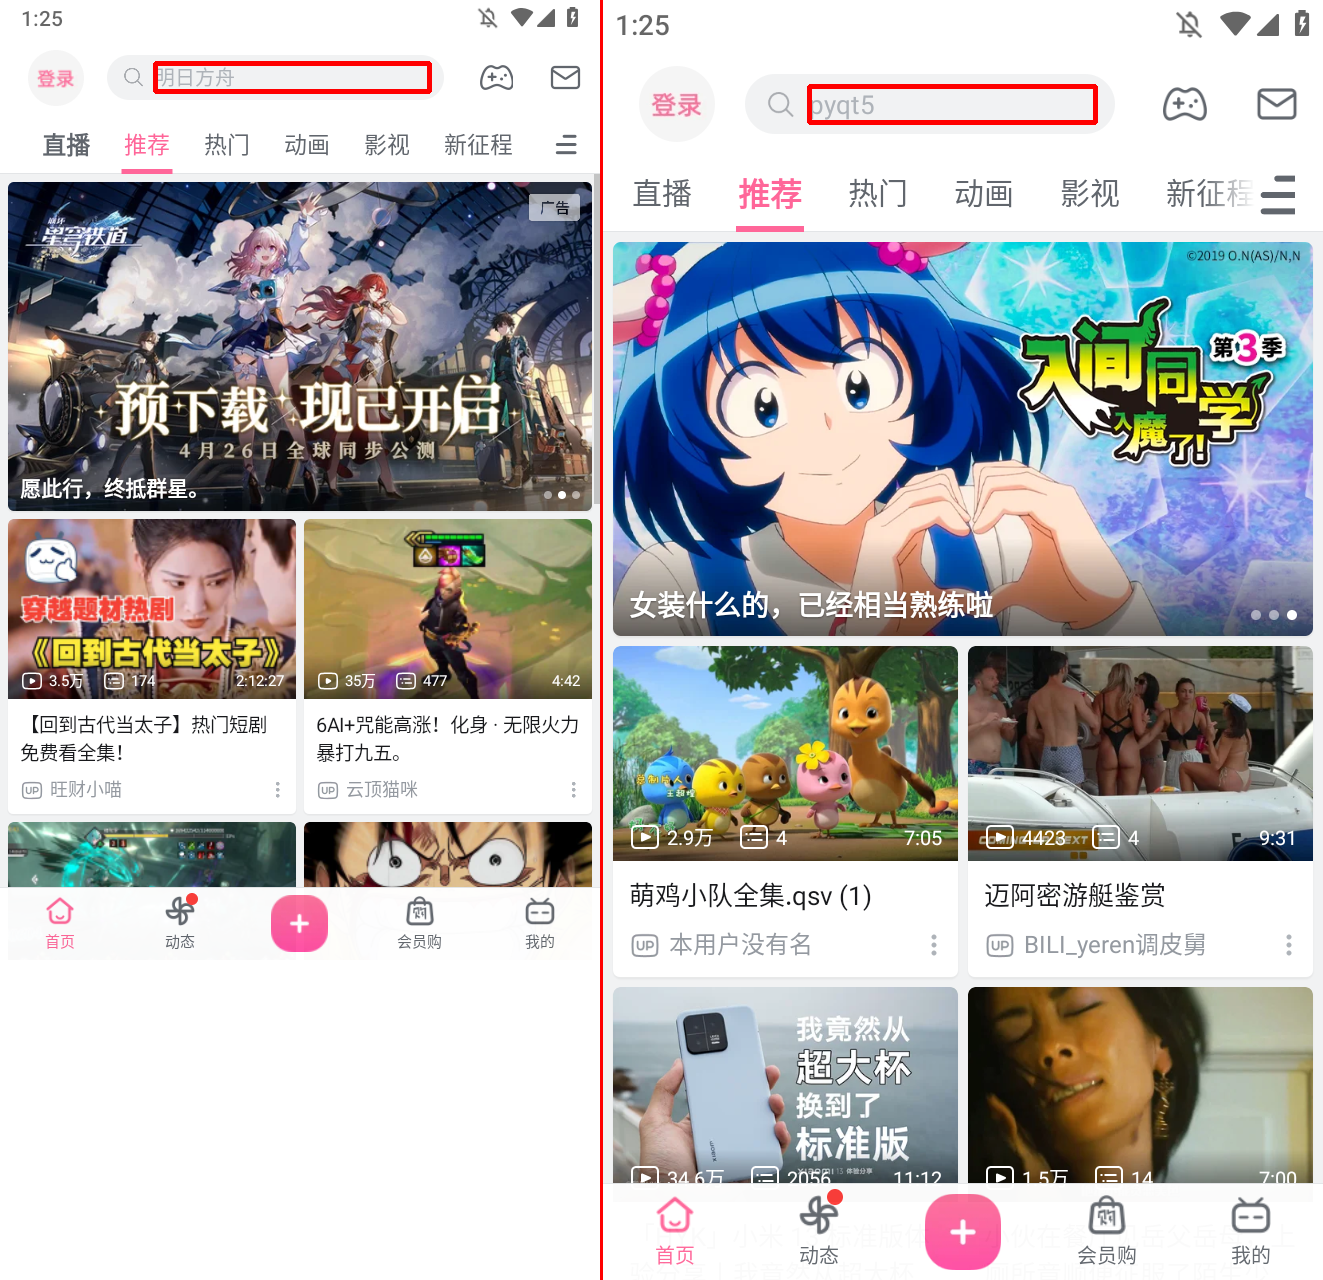 1:25
登录
明日方舟
直播 推荐 热门 动画 影视 新征程
广告
崩坏
星穹铁道
预下载 现已开启
4月26日全球同步公测
愿此行，终抵群星。
穿越题材热剧
《回到古代当太子》
3.5万 174 2:12:27
35万 477 4:42
【回到古代当太子】热门短剧
免费看全集！
UP 旺财小喵
6AI+咒能高涨！化身 · 无限火力
暴打九五。
UP 云顶猫咪
首页 动态 会员购 我的
1:25
登录
pyqt5
直播 推荐 热门 动画 影视 新征程
©2019 O.N(AS)/N,N
第3季
入间同学
入魔了!
女装什么的，已经相当熟练啦
总制片人
2.9万 4 7:05
COMING NEXT
4423 4 9:31
萌鸡小队全集.qsv (1)
UP 本用户没有名
迈阿密游艇鉴赏
UP BILI_yeren调皮舅
我竟然从
超大杯
换到了
标准版
XIAOMI 13 体验分享
34.6万 2056 11:12
1.5万 14 7:00
首页 动态 会员购 我的